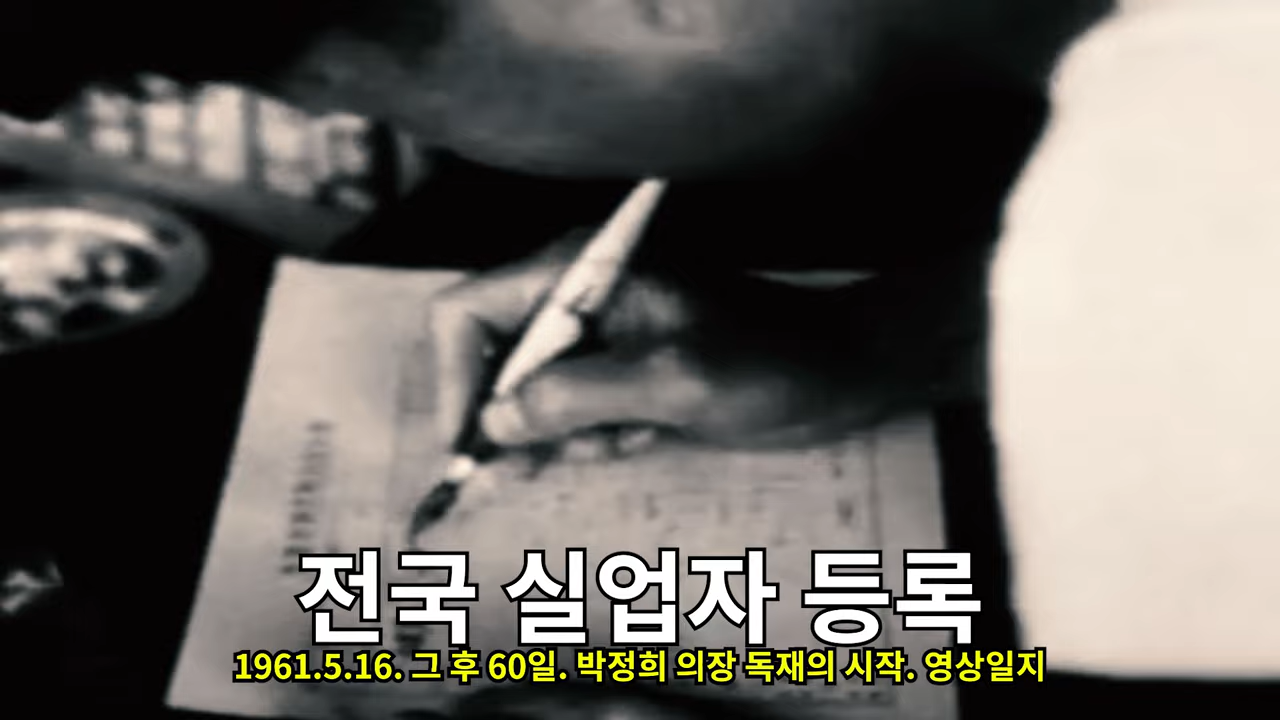 전국 실업자 등록
1961.5.16. 그 후 60일. 박정희 의장 독재의 시작. 영상일지